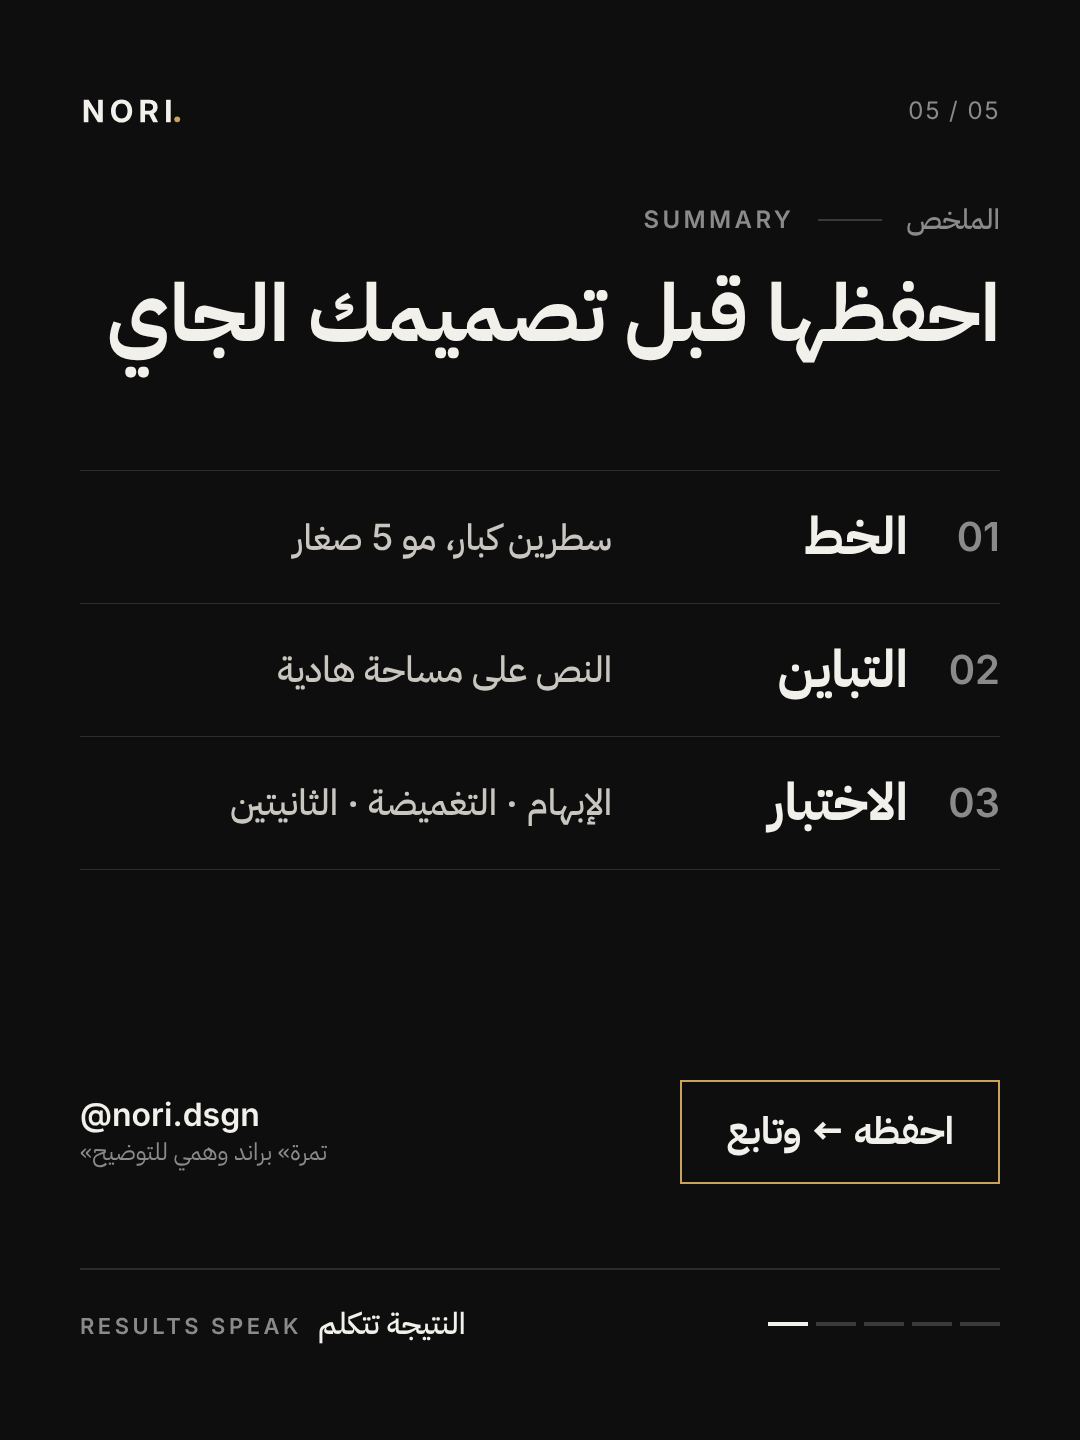 NORI.
05 / 05
الملخص — SUMMARY
احفظها قبل تصميمك الجاي
01 الخط سطرين كبار، مو 5 صغار
02 التباين النص على مساحة هادية
03 الاختبار الإبهام · التغميضة · الثانيتين
احفظه ← وتابع
@nori.dsgn
تمرة» براند وهمي للتوضيح»
RESULTS SPEAK النتيجة تتكلم